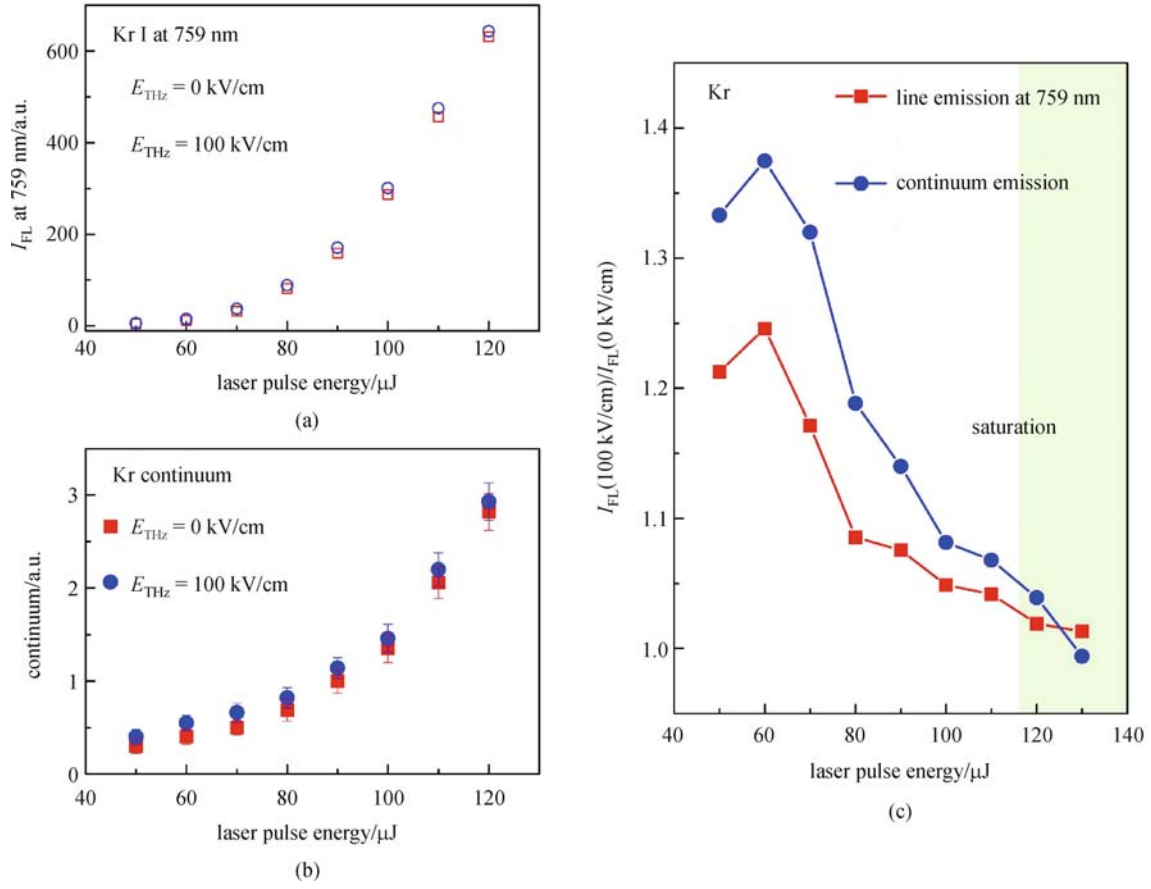 Kr I at 759 nm
E_THz = 0 kV/cm
E_THz = 100 kV/cm
I_FL at 759 nm/a.u.
600
400
200
0
40 60 80 100 120
laser pulse energy/μJ
(a)
Kr continuum
E_THz = 0 kV/cm
E_THz = 100 kV/cm
continuum/a.u.
3
2
1
0
40 60 80 100 120
laser pulse energy/μJ
(b)
Kr
line emission at 759 nm
continuum emission
saturation
I_FL(100 kV/cm)/I_FL(0 kV/cm)
1.4
1.3
1.2
1.1
1.0
40 60 80 100 120 140
laser pulse energy/μJ
(c)